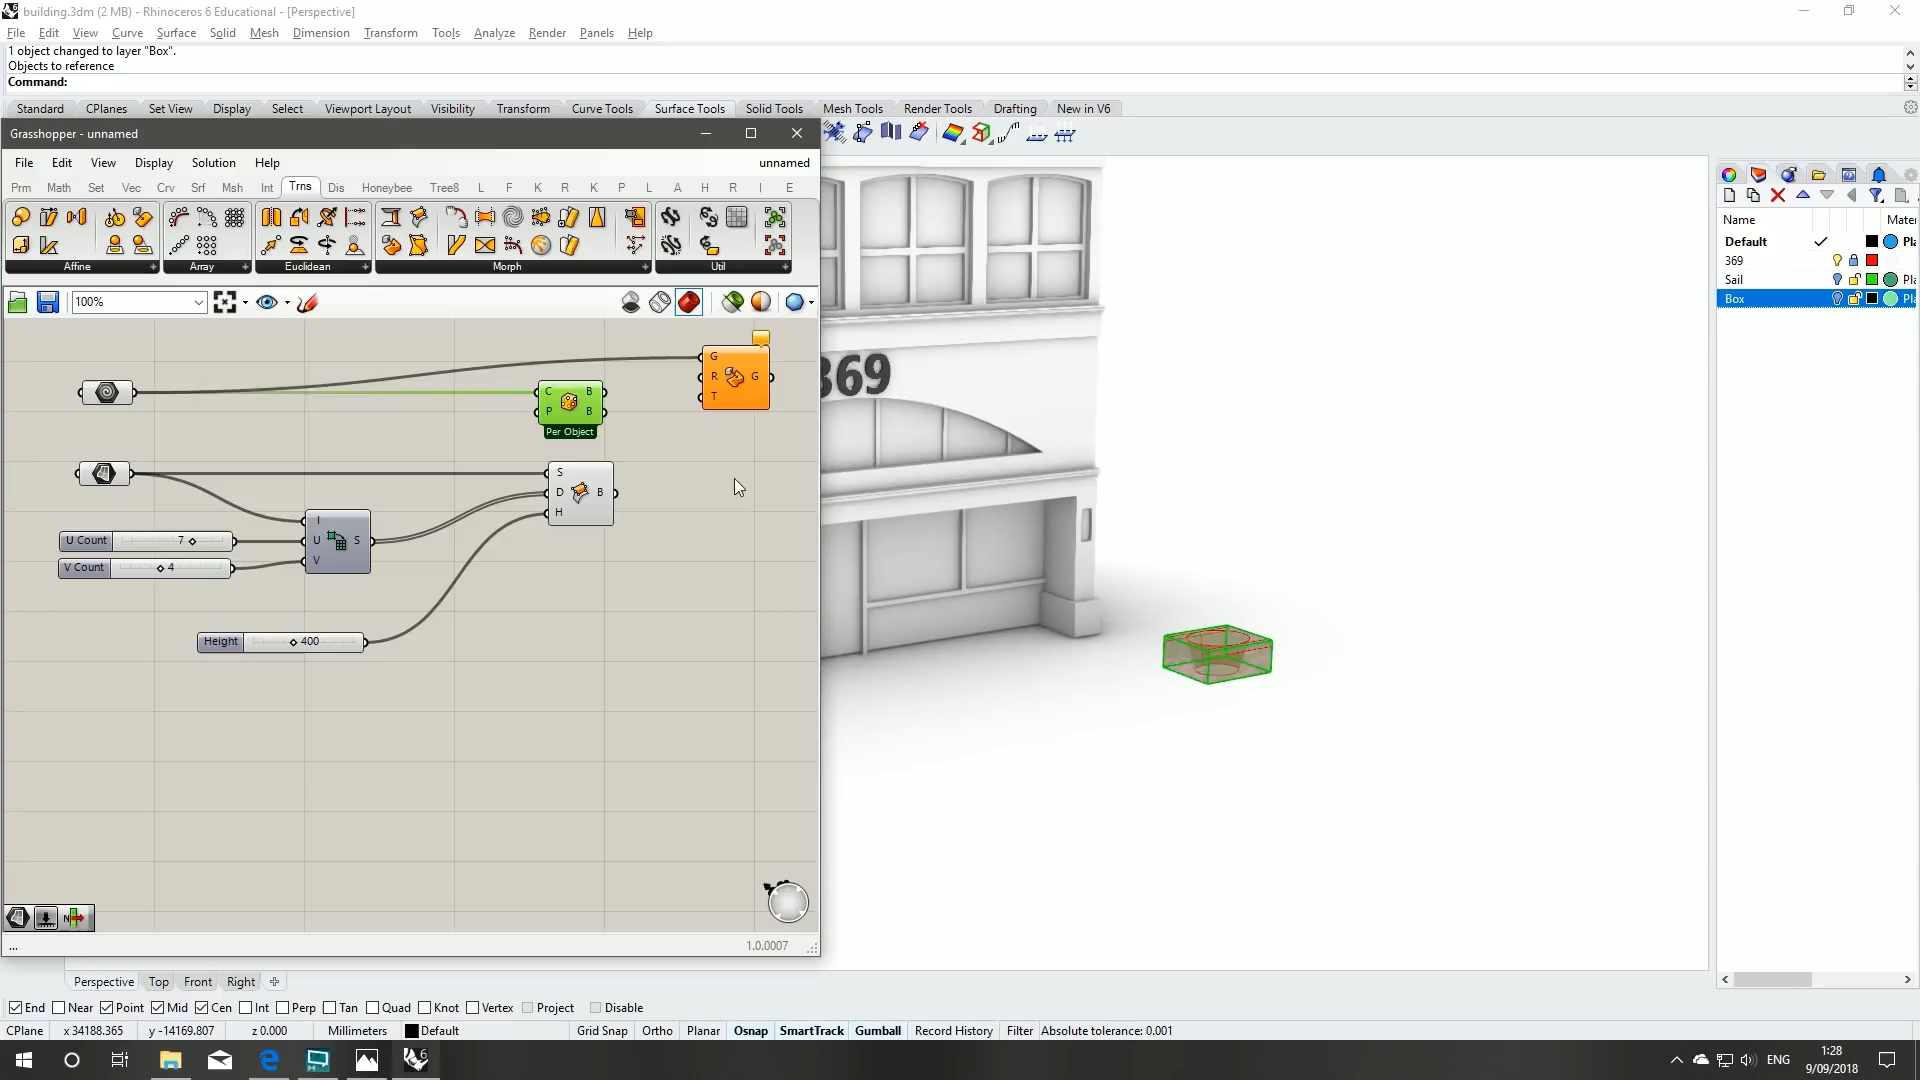 building.3dm (2 MB) - Rhinoceros 6 Educational - [Perspective]
File Edit View Curve Surface Solid Mesh Dimension Transform Tools Analyze Render Panels Help
1 object changed to layer "Box".
Objects to reference
Command:
Standard CPlanes Set View Display Select Viewport Layout Visibility Transform Curve Tools Surface Tools Solid Tools Mesh Tools Render Tools Drafting New in V6
Grasshopper - unnamed
File Edit View Display Solution Help unnamed
Prm Math Set Vec Crv Srf Msh Int Trns Dis Honeybee Tree8 L F K R K P L A H R I E
Affine Array Euclidean Morph Util
100%
G
R G
T
C B
P B
Per Object
S
D B
H
I
U S
V
U Count 7
V Count 4
Height 400
N
...
1.0.0007
369
Name Mater
Default Pla
369
Sail Pla
Box Pla
Perspective Top Front Right
End Near Point Mid Cen Int Perp Tan Quad Knot Vertex Project Disable
CPlane x 34188.365 y -14169.807 z 0.000 Millimeters Default Grid Snap Ortho Planar Osnap SmartTrack Gumball Record History Filter Absolute tolerance: 0.001
6
ENG
1:28
9/09/2018